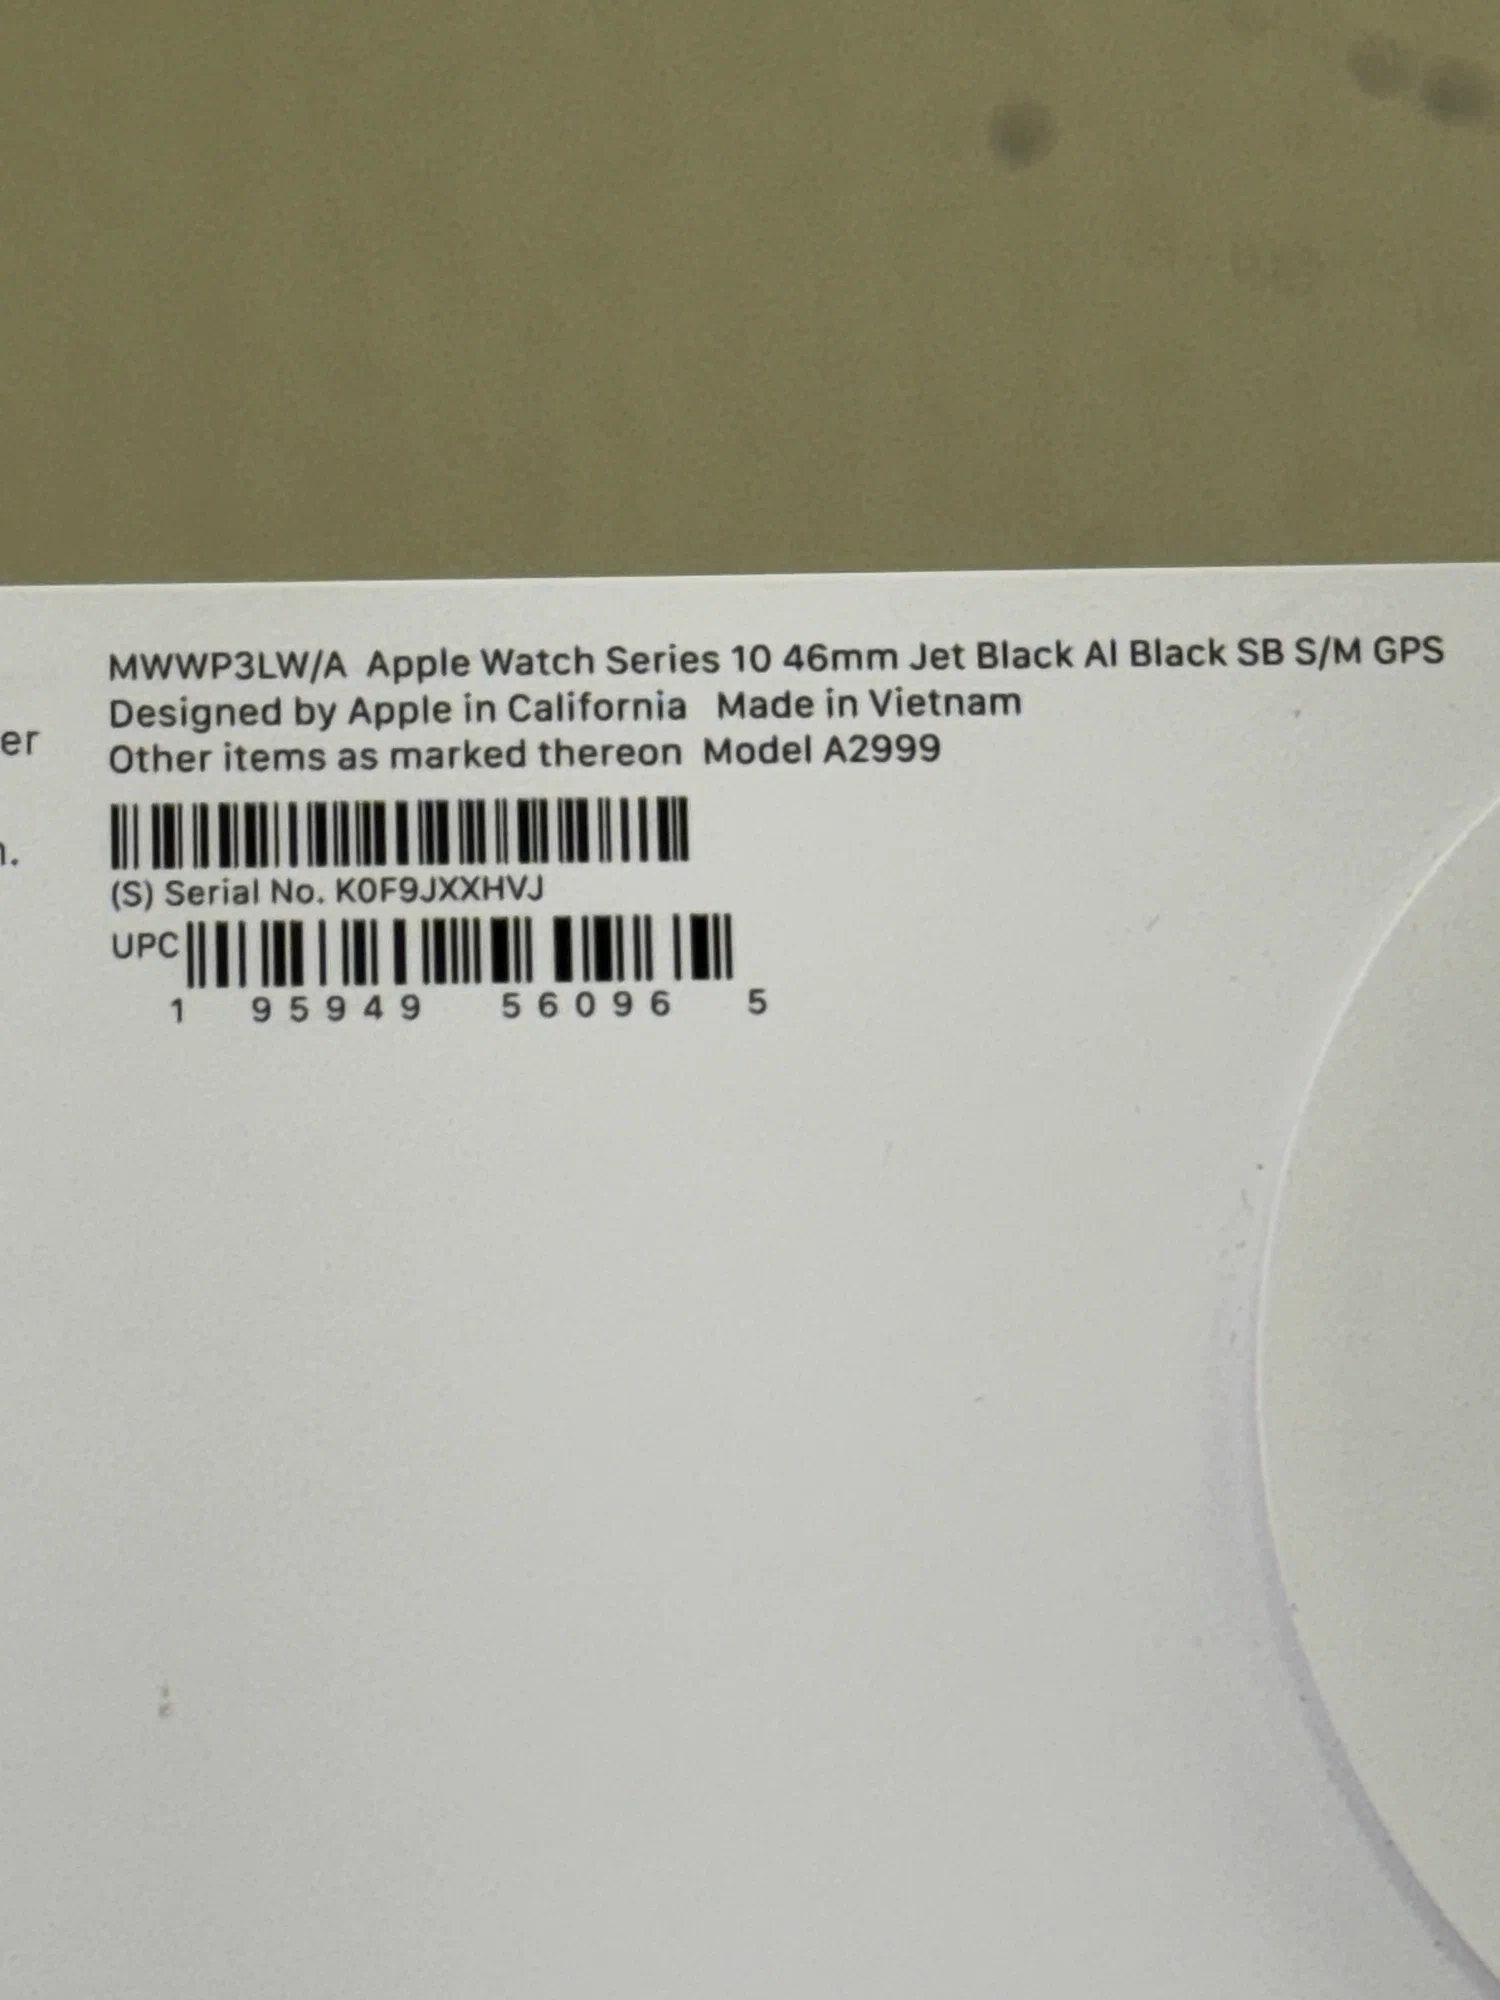 MWWP3LW/A Apple Watch Series 10 46mm Jet Black Al Black SB S/M GPS
Designed by Apple in California Made in Vietnam
er
Other items as marked thereon Model A2999
n.
(S) Serial No. K0F9JXXHVJ
UPC
1 95949 56096 5